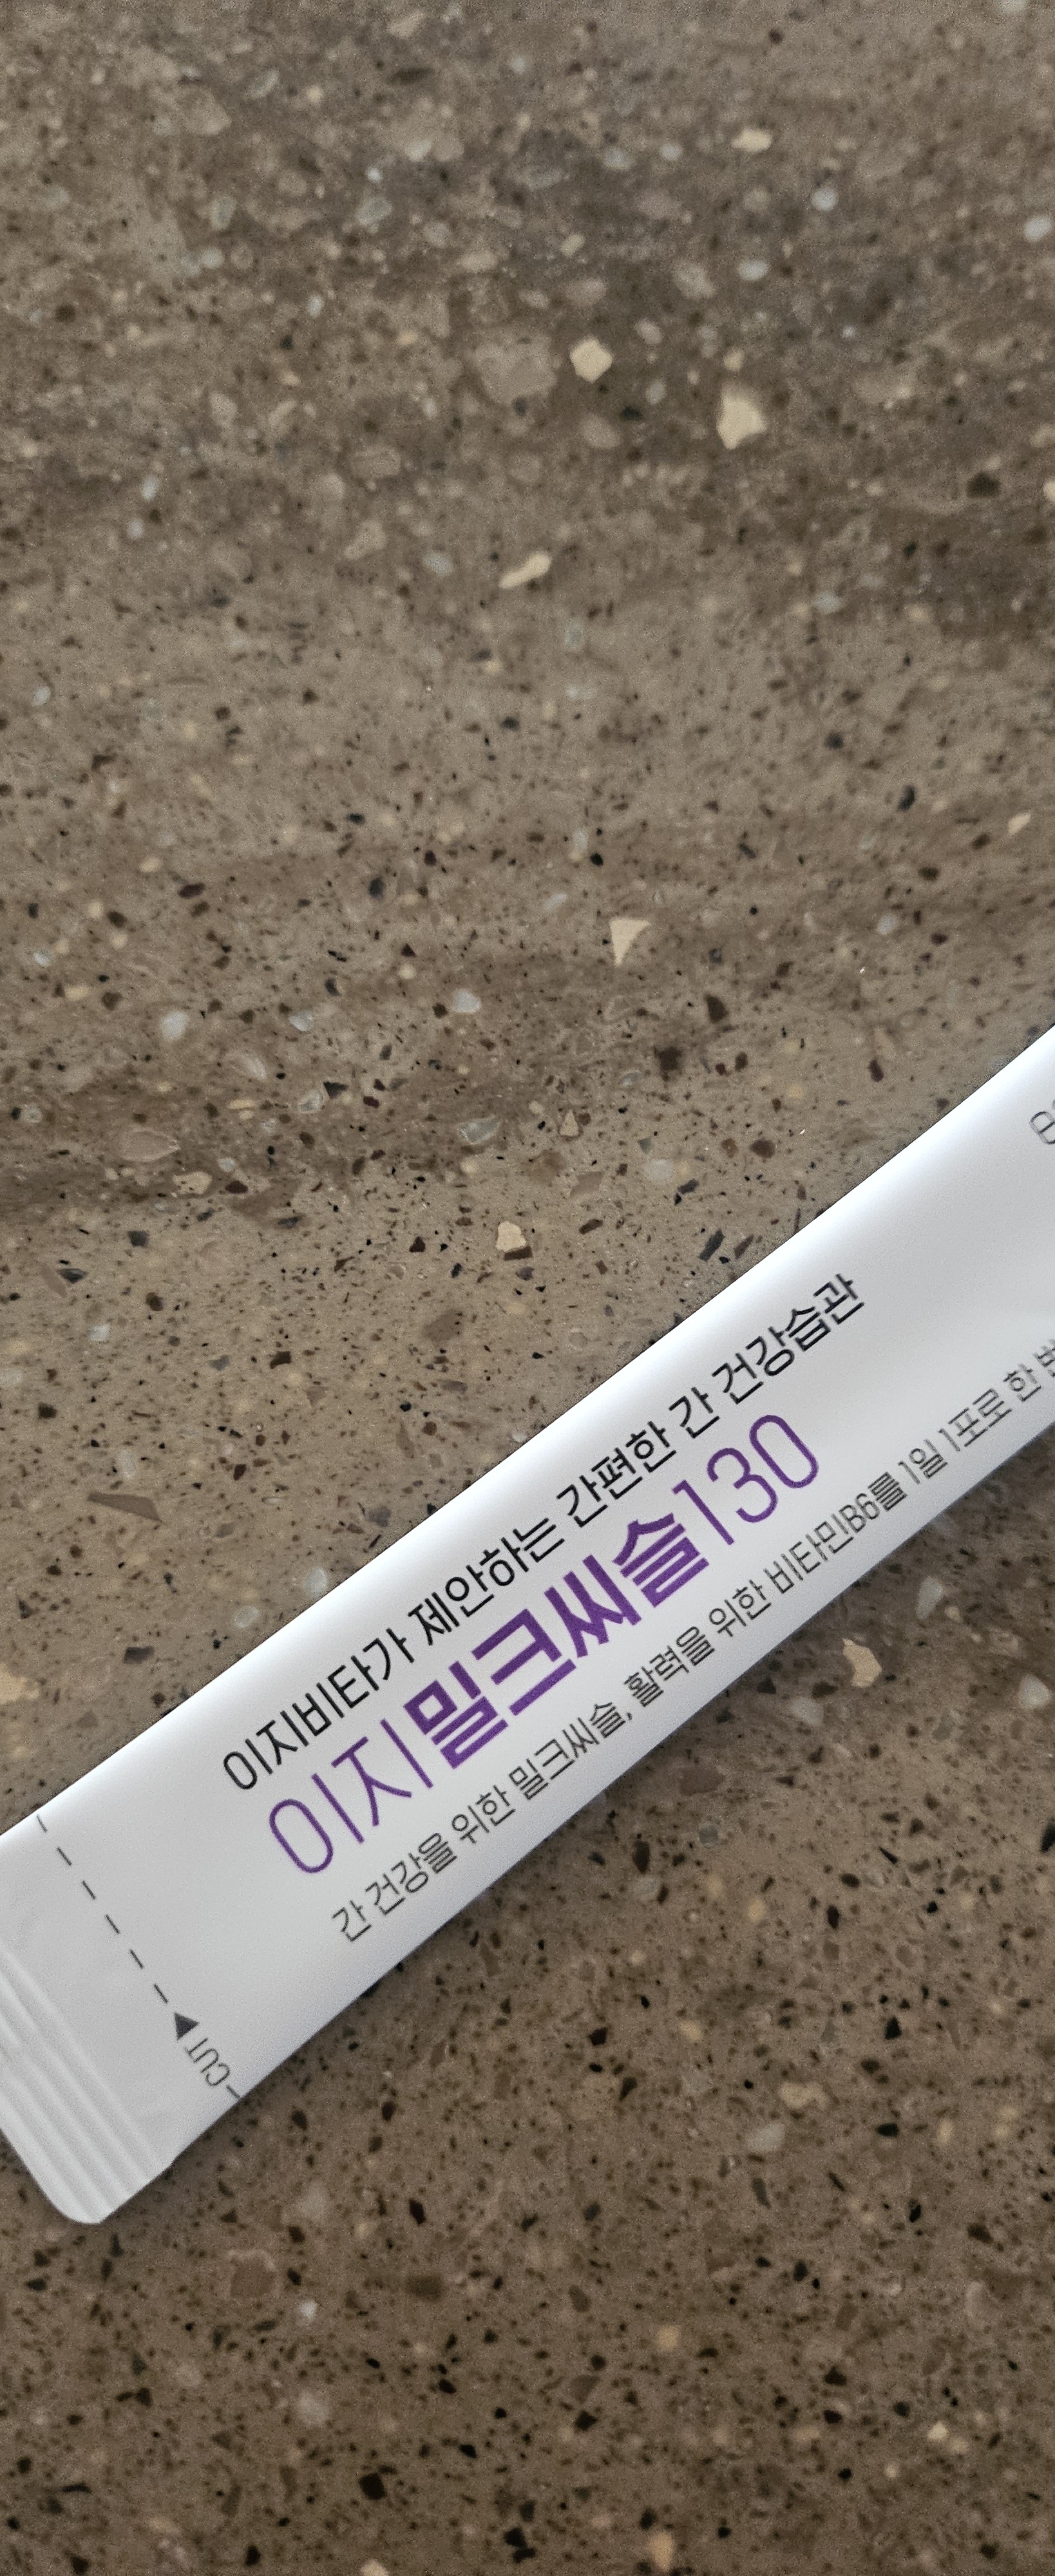 이지비타가 제안하는 간편한 간 건강습관
이지밀크씨슬130
간 건강을 위한 밀크씨슬, 활력을 위한 비타민B6를 1일 1포로 한
CUT